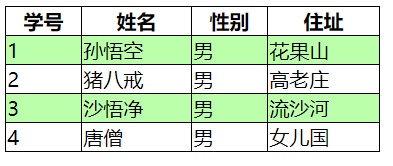 学号 姓名 性别 住址
1 孙悟空 男 花果山
2 猪八戒 男 高老庄
3 沙悟净 男 流沙河
4 唐僧 男 女儿国